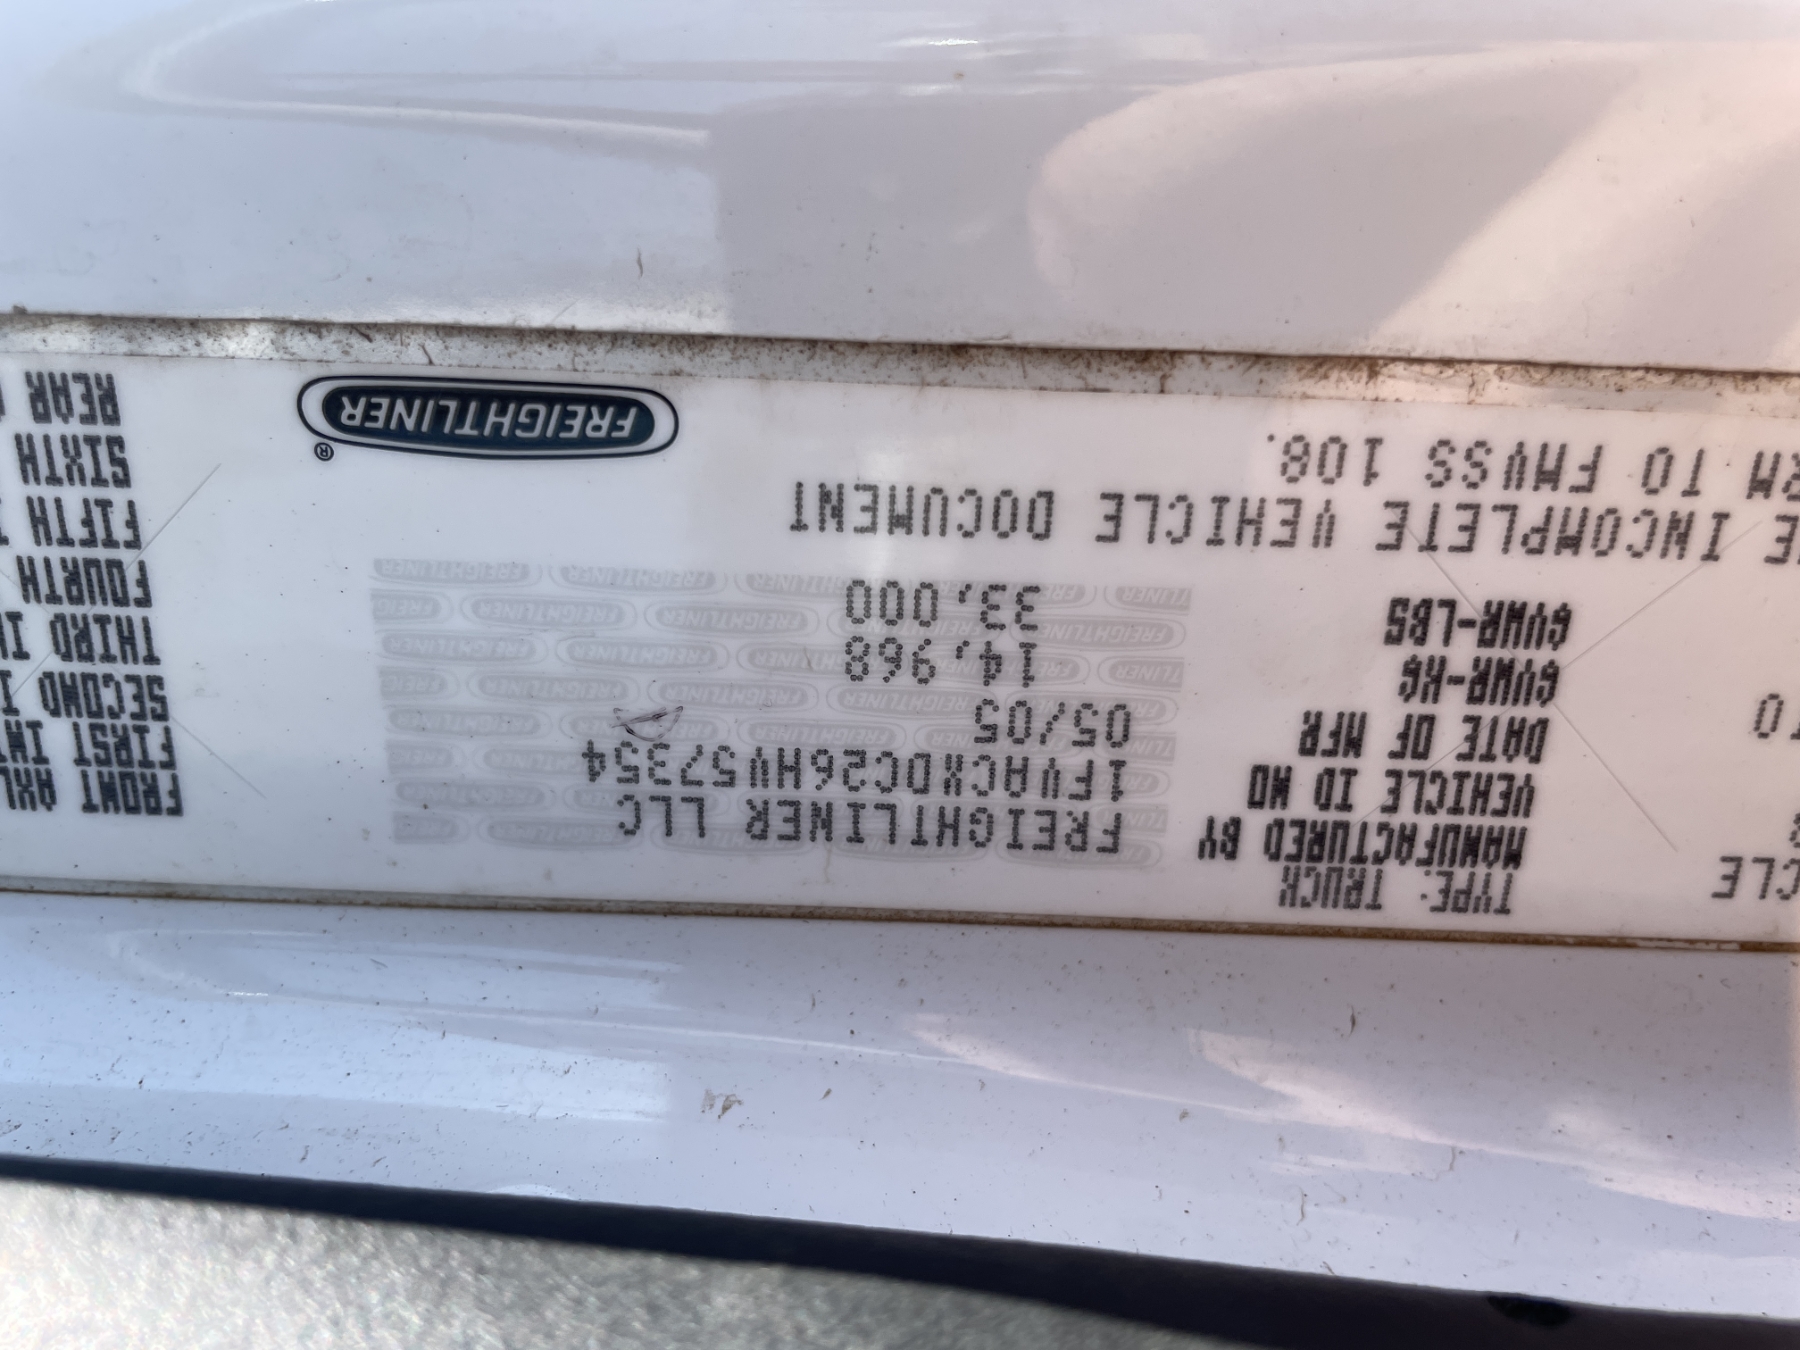 TYPE: TRUCK
MANUFACTURED BY FREIGHTLINER LLC
VEHICLE ID NO 1FVACXDC26HV57354
DATE OF MFR 05/05
GVWR-KG 14,968
GVWR-LBS 33,000
INCOMPLETE VEHICLE DOCUMENT
TO FMVSS 108.
FREIGHTLINER®
FRONT AXL
FIRST INT
SECOND I
THIRD IN
FOURTH
FIFTH I
SIXTH
REAR